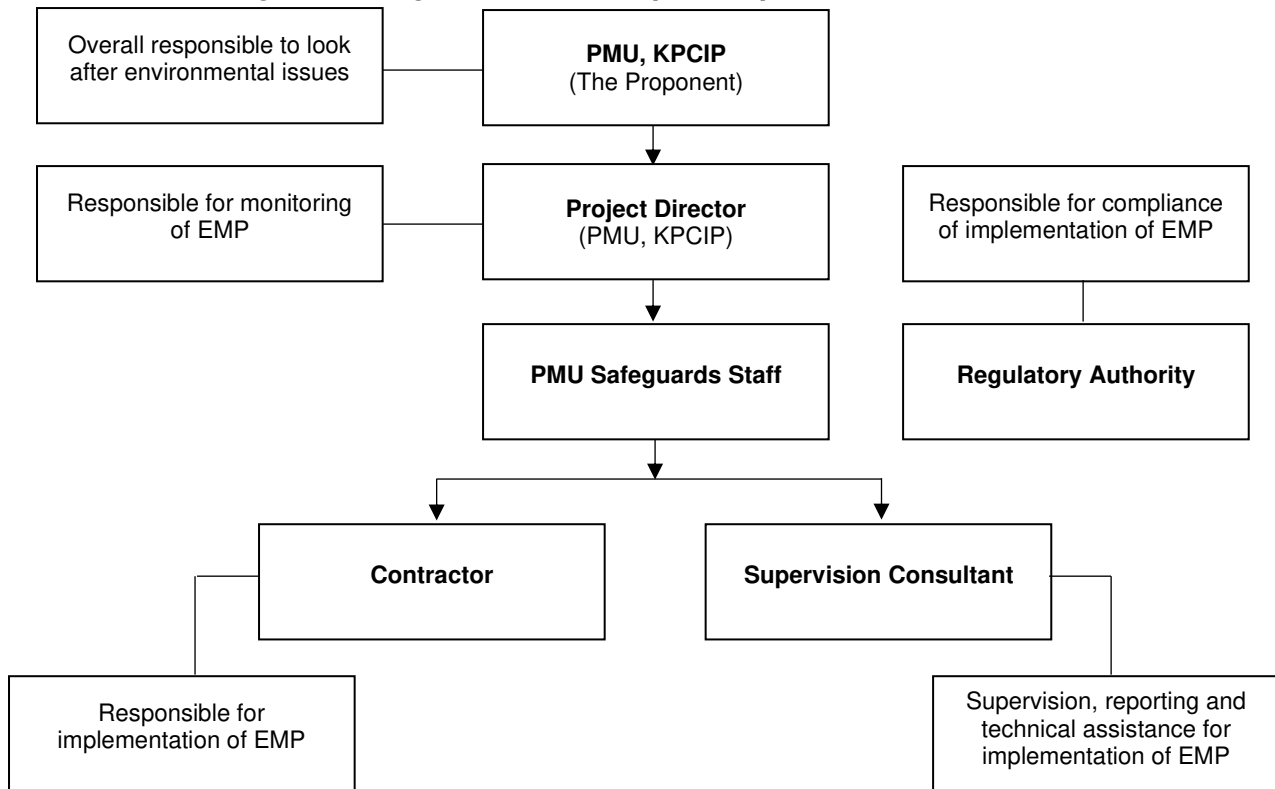 Overall responsible to look
after environmental issues
PMU, KPCIP
(The Proponent)
Responsible for monitoring
of EMP
Project Director
(PMU, KPCIP)
Responsible for compliance
of implementation of EMP
PMU Safeguards Staff
Regulatory Authority
Contractor
Supervision Consultant
Responsible for
implementation of EMP
Supervision, reporting and
technical assistance for
implementation of EMP